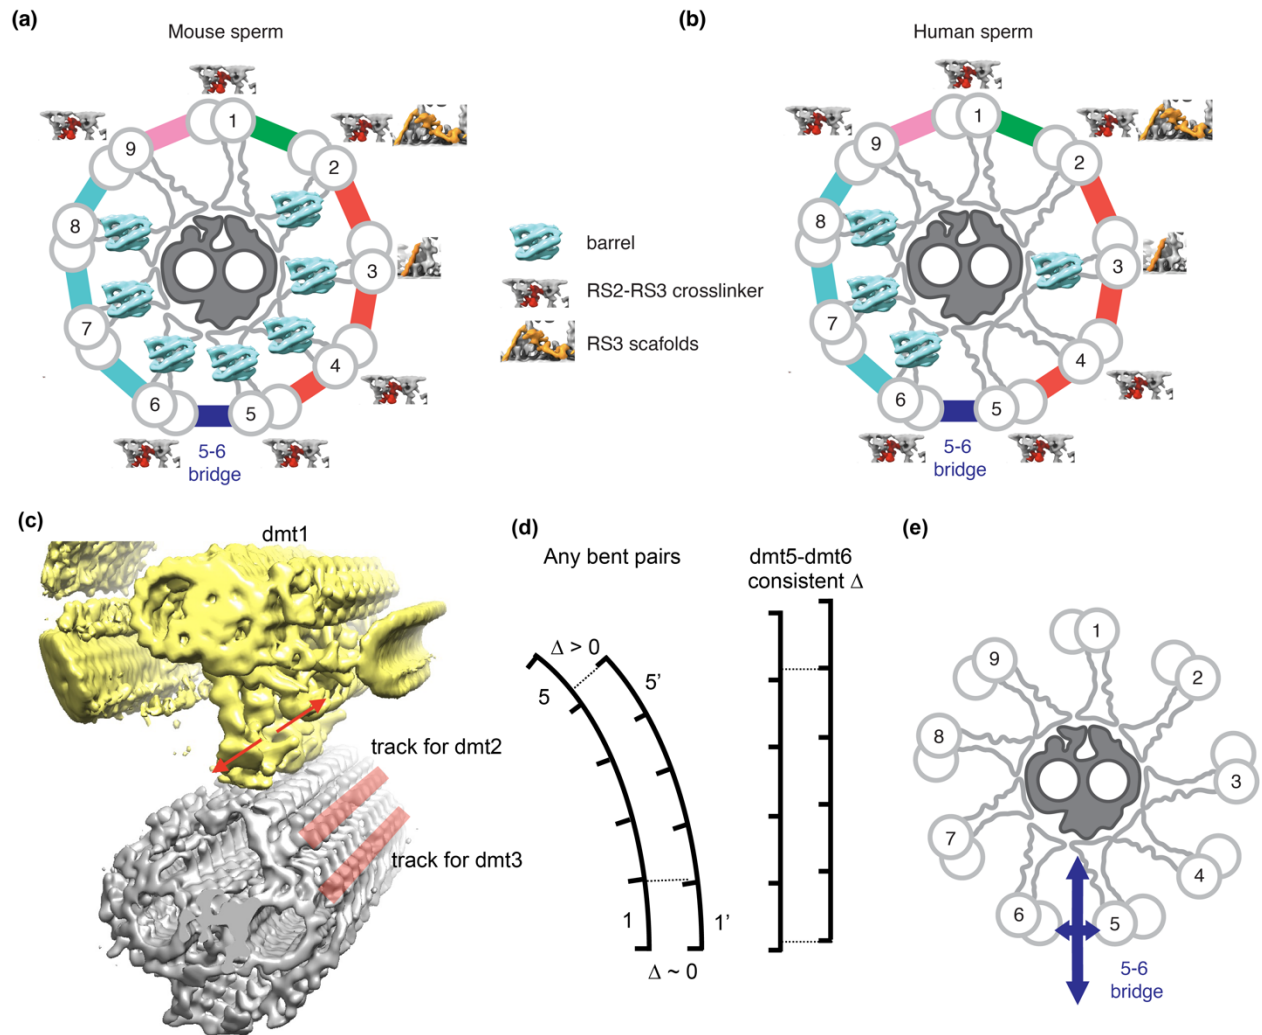 (a)
Mouse sperm
1
2
3
4
5
6
7
8
9
5-6
bridge
barrel
RS2-RS3 crosslinker
RS3 scafolds
(b)
Human sperm
1
2
3
4
5
6
7
8
9
5-6
bridge
(c)
dmt1
track for dmt2
track for dmt3
(d)
Any bent pairs
Δ > 0
5
5’
1
1’
Δ ~ 0
dmt5-dmt6
consistent Δ
(e)
1
2
3
4
5
6
7
8
9
5-6
bridge